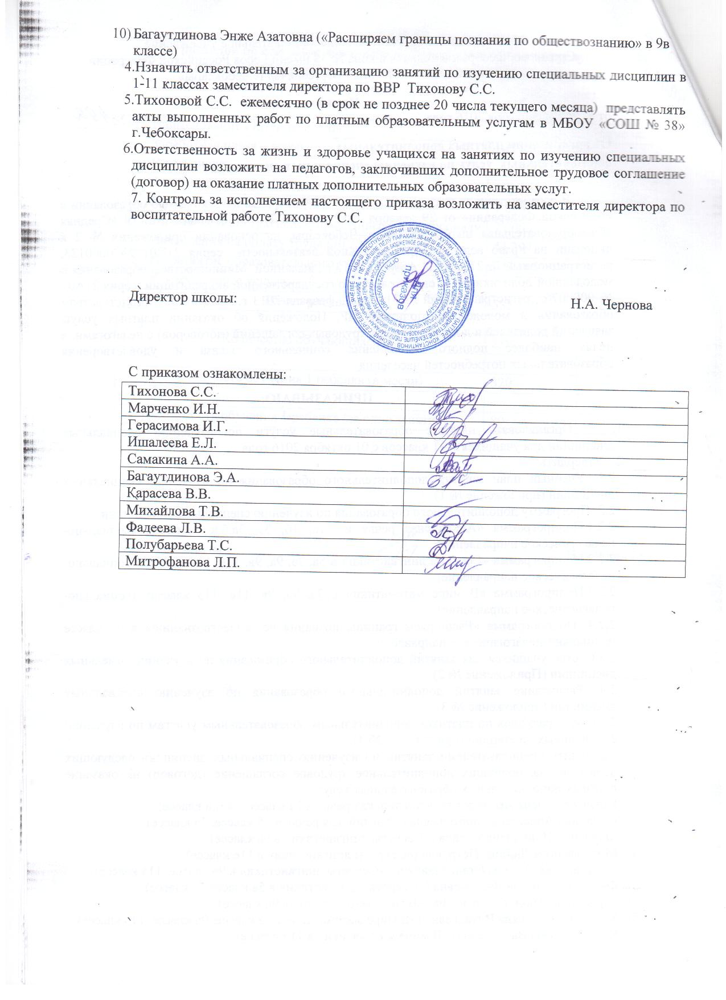 10) Багаутдинова Энже Азатовна («Расширяем границы познания по обществознанию» в 9в
классе)
4.Нзначить ответственным за организацию занятий по изучению специальных дисциплин в
1-11 классах заместителя директора по ВВР Тихонову С.С.
5.Тихоновой С.С. ежемесячно (в срок не позднее 20 числа текущего месяца) представлять
акты выполненных работ по платным образовательным услугам в МБОУ «СОШ № 38»
г.Чебоксары.
6.Ответственность за жизнь и здоровье учащихся на занятиях по изучению специальных
дисциплин возложить на педагогов, заключивших дополнительное трудовое соглашение
(договор) на оказание платных дополнительных образовательных услуг.
7. Контроль за исполнением настоящего приказа возложить на заместителя директора по
воспитательной работе Тихонову С.С.
Для
приказов
Директор школы:
Н.А. Чернова
С приказом ознакомлены:
Тихонова С.С.
Марченко И.Н.
Герасимова И.Г.
Ишалеева Е.Л.
Самакина А.А.
Багаутдинова Э.А.
Карасева В.В.
Михайлова Т.В.
Фадеева Л.В.
Полубарьева Т.С.
Митрофанова Л.П.